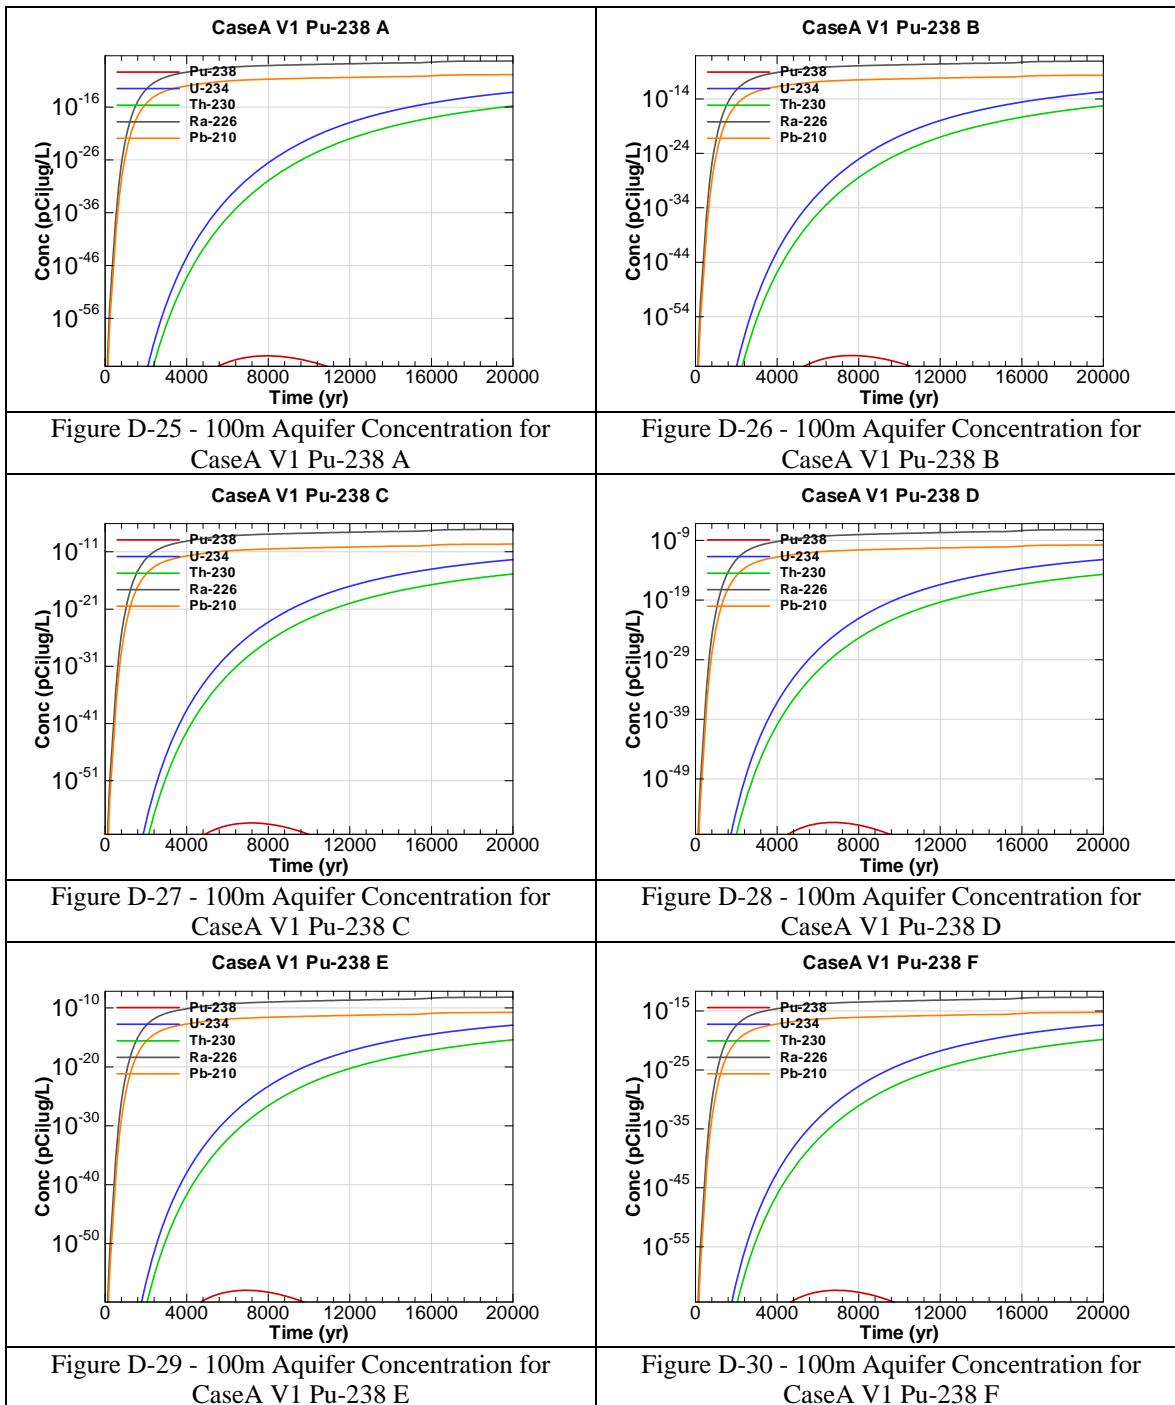 CaseA V1 Pu-238 A
Conc (pCi|ug/L)
10^-16
10^-26
10^-36
10^-46
10^-56
Pu-238
U-234
Th-230
Ra-226
Pb-210
0 4000 8000 12000 16000 20000
Time (yr)
Figure D-25 - 100m Aquifer Concentration for
CaseA V1 Pu-238 A
CaseA V1 Pu-238 B
Conc (pCi|ug/L)
10^-14
10^-24
10^-34
10^-44
10^-54
Pu-238
U-234
Th-230
Ra-226
Pb-210
0 4000 8000 12000 16000 20000
Time (yr)
Figure D-26 - 100m Aquifer Concentration for
CaseA V1 Pu-238 B
CaseA V1 Pu-238 C
Conc (pCi|ug/L)
10^-11
10^-21
10^-31
10^-41
10^-51
Pu-238
U-234
Th-230
Ra-226
Pb-210
0 4000 8000 12000 16000 20000
Time (yr)
Figure D-27 - 100m Aquifer Concentration for
CaseA V1 Pu-238 C
CaseA V1 Pu-238 D
Conc (pCi|ug/L)
10^-9
10^-19
10^-29
10^-39
10^-49
Pu-238
U-234
Th-230
Ra-226
Pb-210
0 4000 8000 12000 16000 20000
Time (yr)
Figure D-28 - 100m Aquifer Concentration for
CaseA V1 Pu-238 D
CaseA V1 Pu-238 E
Conc (pCi|ug/L)
10^-10
10^-20
10^-30
10^-40
10^-50
Pu-238
U-234
Th-230
Ra-226
Pb-210
0 4000 8000 12000 16000 20000
Time (yr)
Figure D-29 - 100m Aquifer Concentration for
CaseA V1 Pu-238 E
CaseA V1 Pu-238 F
Conc (pCi|ug/L)
10^-15
10^-25
10^-35
10^-45
10^-55
Pu-238
U-234
Th-230
Ra-226
Pb-210
0 4000 8000 12000 16000 20000
Time (yr)
Figure D-30 - 100m Aquifer Concentration for
CaseA V1 Pu-238 F